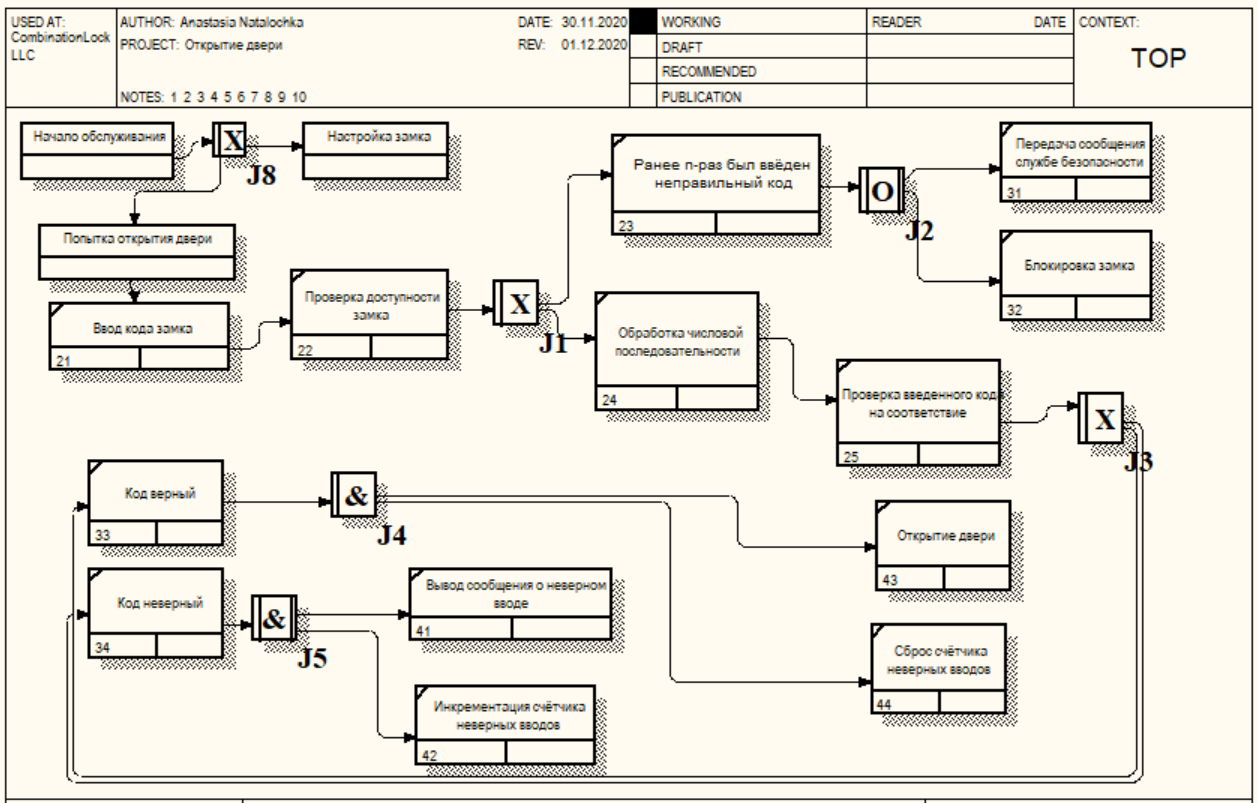 USED AT:
CombinationLock
LLC
AUTHOR: Anastasia Natalochka
PROJECT: Открытие двери
NOTES: 1 2 3 4 5 6 7 8 9 10
DATE: 30.11.2020
REV: 01.12.2020
WORKING
DRAFT
RECOMMENDED
PUBLICATION
READER DATE
CONTEXT:
TOP
Начало обслуживания
X
J8
Настройка замка
Попытка открытия двери
Ввод кода замка
21
Проверка доступности
замка
22
X
J1
Ранее n-раз был введён
неправильный код
23
O
J2
Передача сообщения
службе безопасности
31
Блокировка замка
32
Обработка числовой
последовательности
24
Проверка введенного кода
на соответствие
25
X
J3
Код верный
33
&
J4
Открытие двери
43
Код неверный
34
&
J5
Вывод сообщения о неверном
вводе
41
Сброс счётчика
неверных вводов
44
Инкрементация счётчика
неверных вводов
42